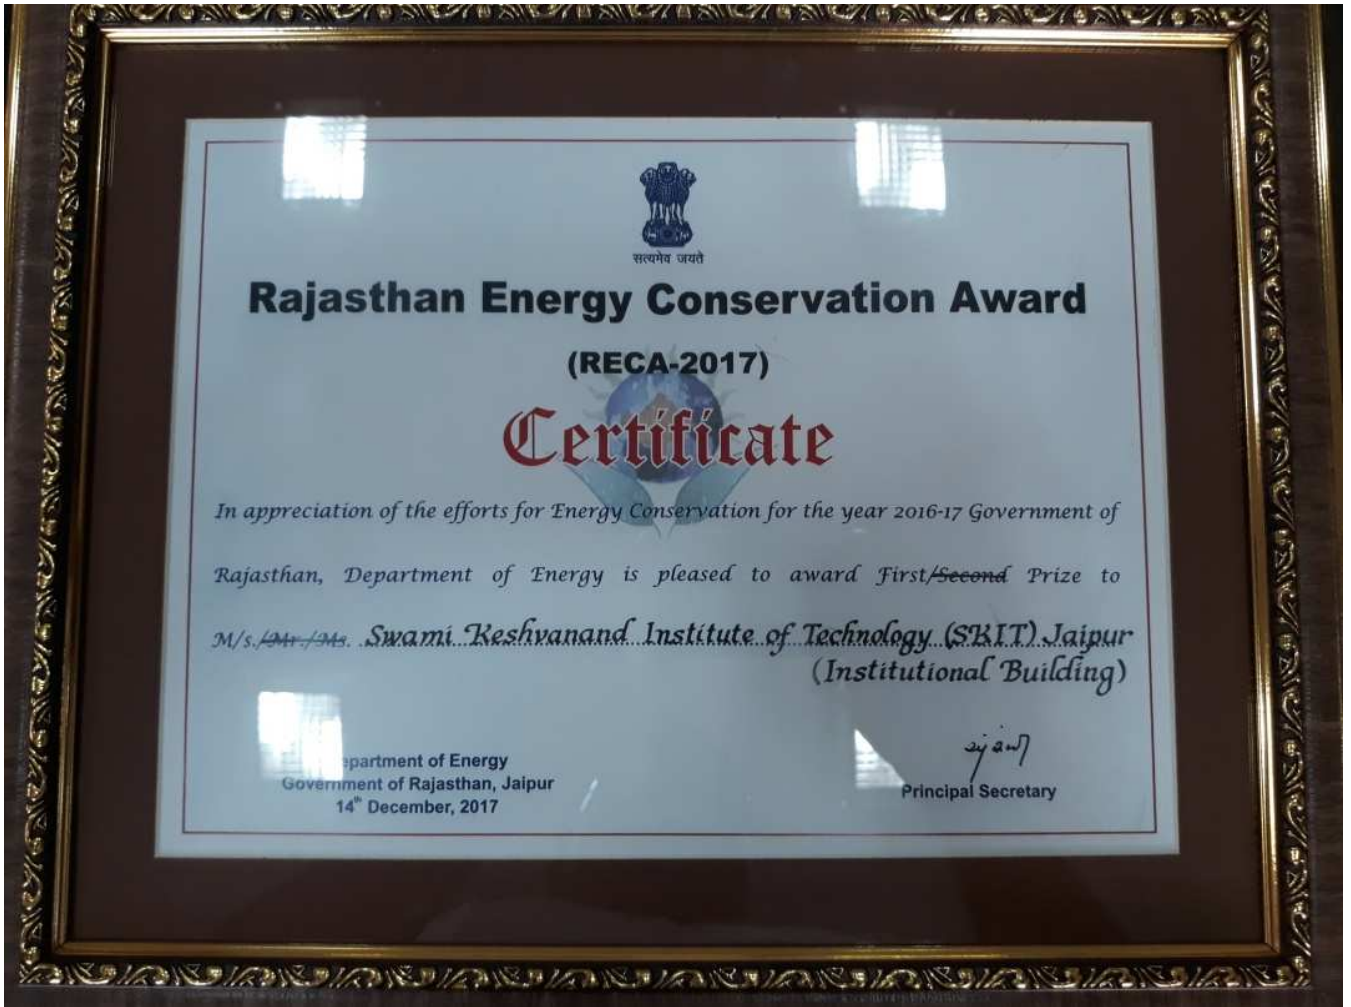 सत्यमेव जयते
Rajasthan Energy Conservation Award
(RECA-2017)
Certificate
In appreciation of the efforts for Energy Conservation for the year 2016-17 Government of
Rajasthan, Department of Energy is pleased to award First/Second Prize to
M/s./Mr./Ms. Swami Keshvanand Institute of Technology (SKIT) Jaipur
(Institutional Building)
Department of Energy
Government of Rajasthan, Jaipur
14th December, 2017
Principal Secretary